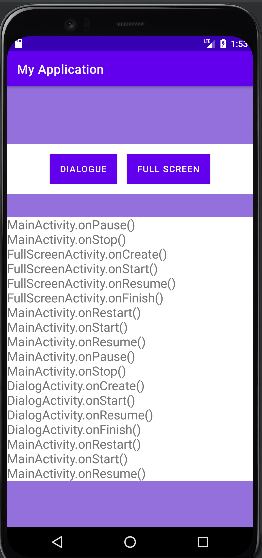 LTE 1:53
My Application
DIALOGUE FULL SCREEN
MainActivity.onPause()
MainActivity.onStop()
FullScreenActivity.onCreate()
FullScreenActivity.onStart()
FullScreenActivity.onResume()
FullScreenActivity.onFinish()
MainActivity.onRestart()
MainActivity.onStart()
MainActivity.onResume()
MainActivity.onPause()
MainActivity.onStop()
DialogActivity.onCreate()
DialogActivity.onStart()
DialogActivity.onResume()
DialogActivity.onFinish()
MainActivity.onRestart()
MainActivity.onStart()
MainActivity.onResume()